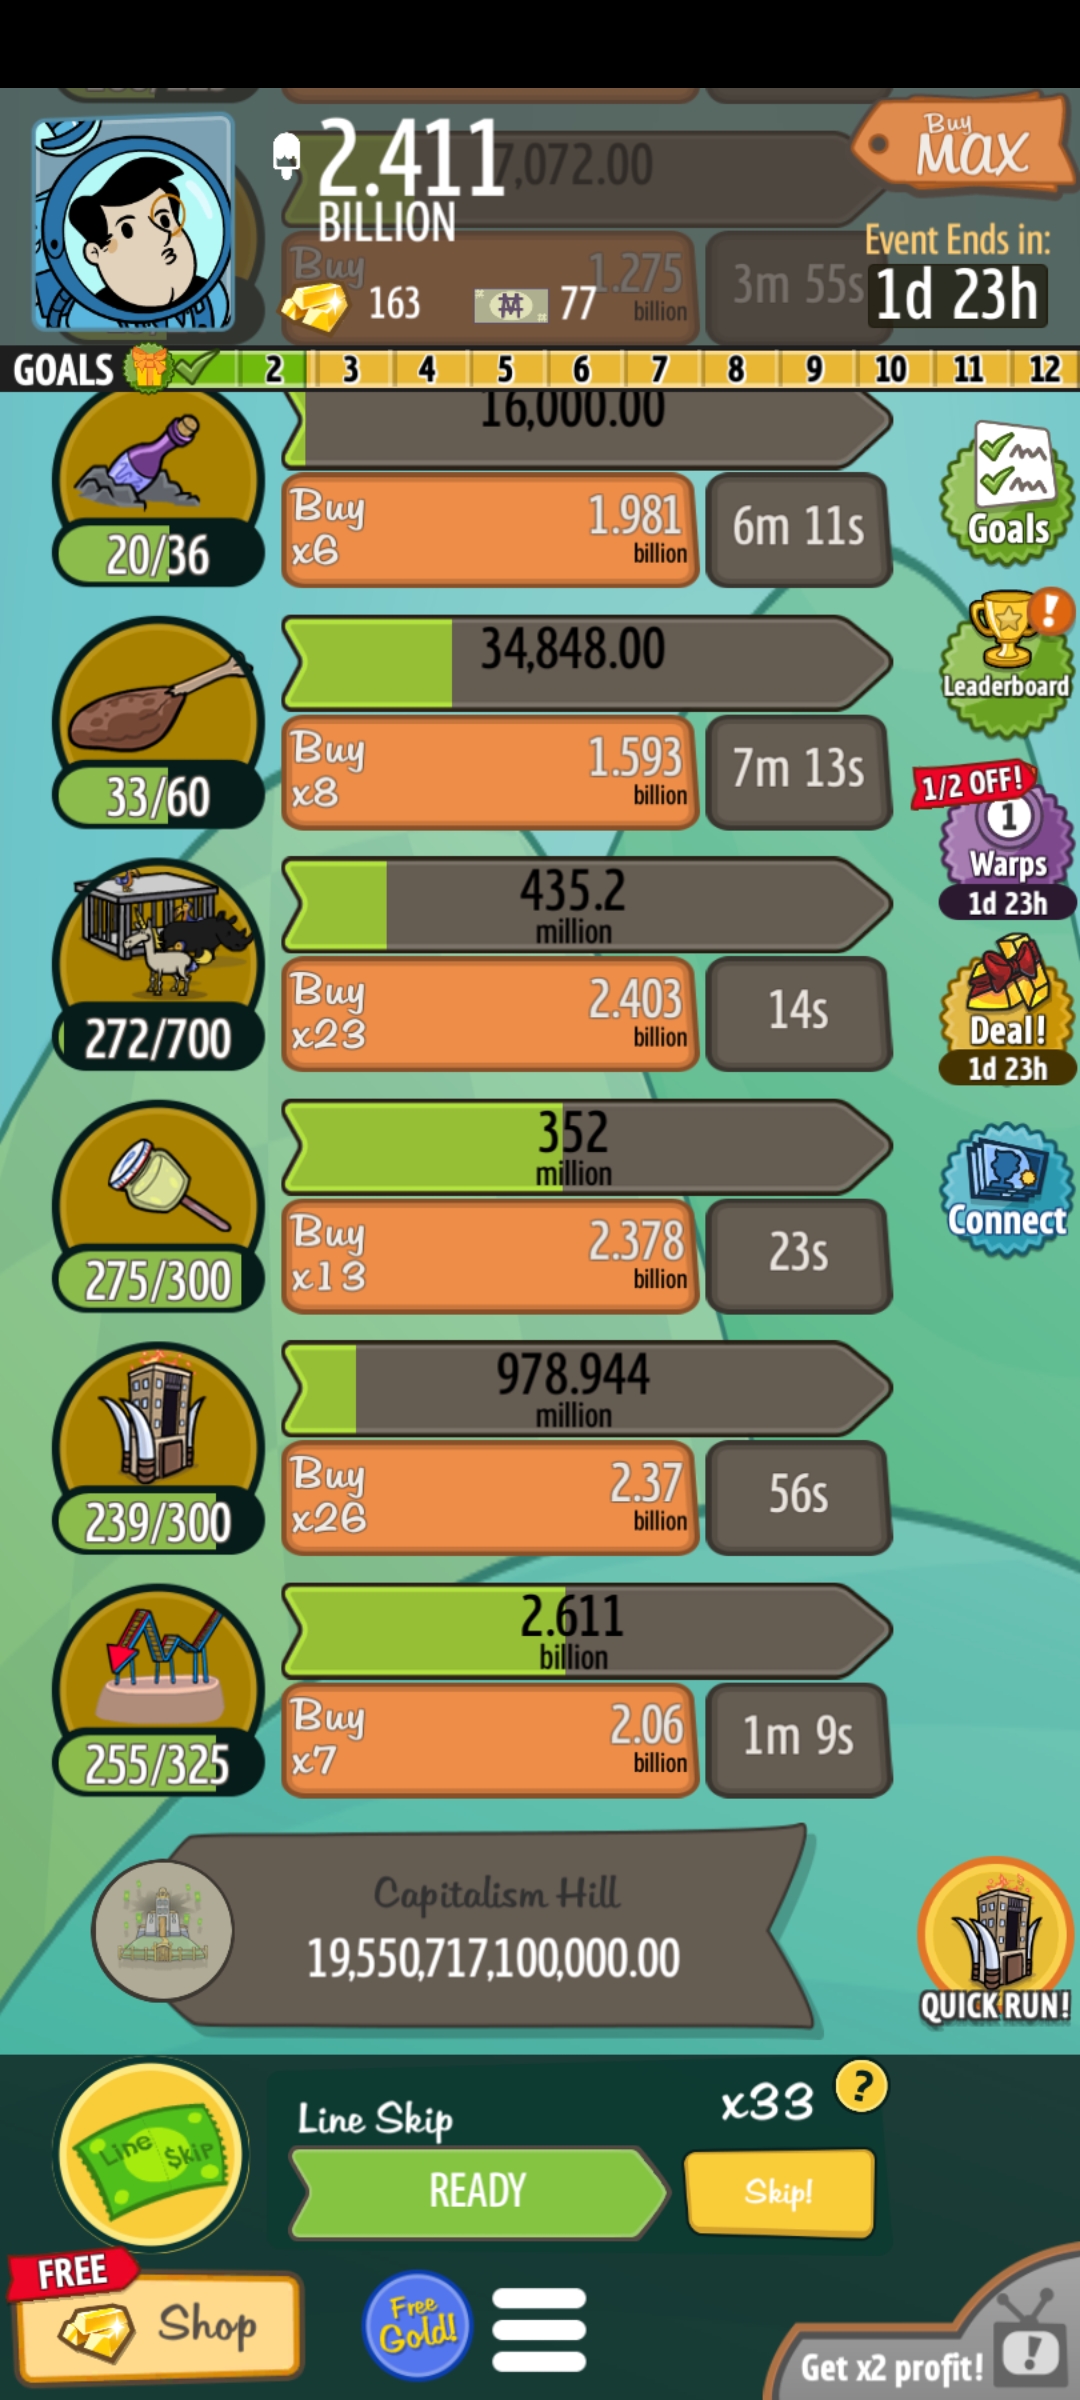 2.411
BILLION
7,072.00
Buy
MAX
Buy
1.275
billion
3m 55s
163
77
Event Ends in:
1d 23h
GOALS
2 3 4 5 6 7 8 9 10 11 12
16,000.00
Buy
x6
1.981
billion
6m 11s
20/36
Goals
34,848.00
Buy
x8
1.593
billion
7m 13s
33/60
Leaderboard
!
1/2 OFF!
1
Warps
1d 23h
435.2
million
Buy
x23
2.403
billion
14s
272/700
Deal!
1d 23h
352
million
Buy
x13
2.378
billion
23s
275/300
Connect
978.944
million
Buy
x26
2.37
billion
56s
239/300
2.611
billion
Buy
x7
2.06
billion
1m 9s
255/325
Capitalism Hill
19,550,717,100,000.00
QUICK RUN!
Line $kip
Line Skip
x33
?
READY
Skip!
FREE
Shop
Free
Gold!
Get x2 profit!
!